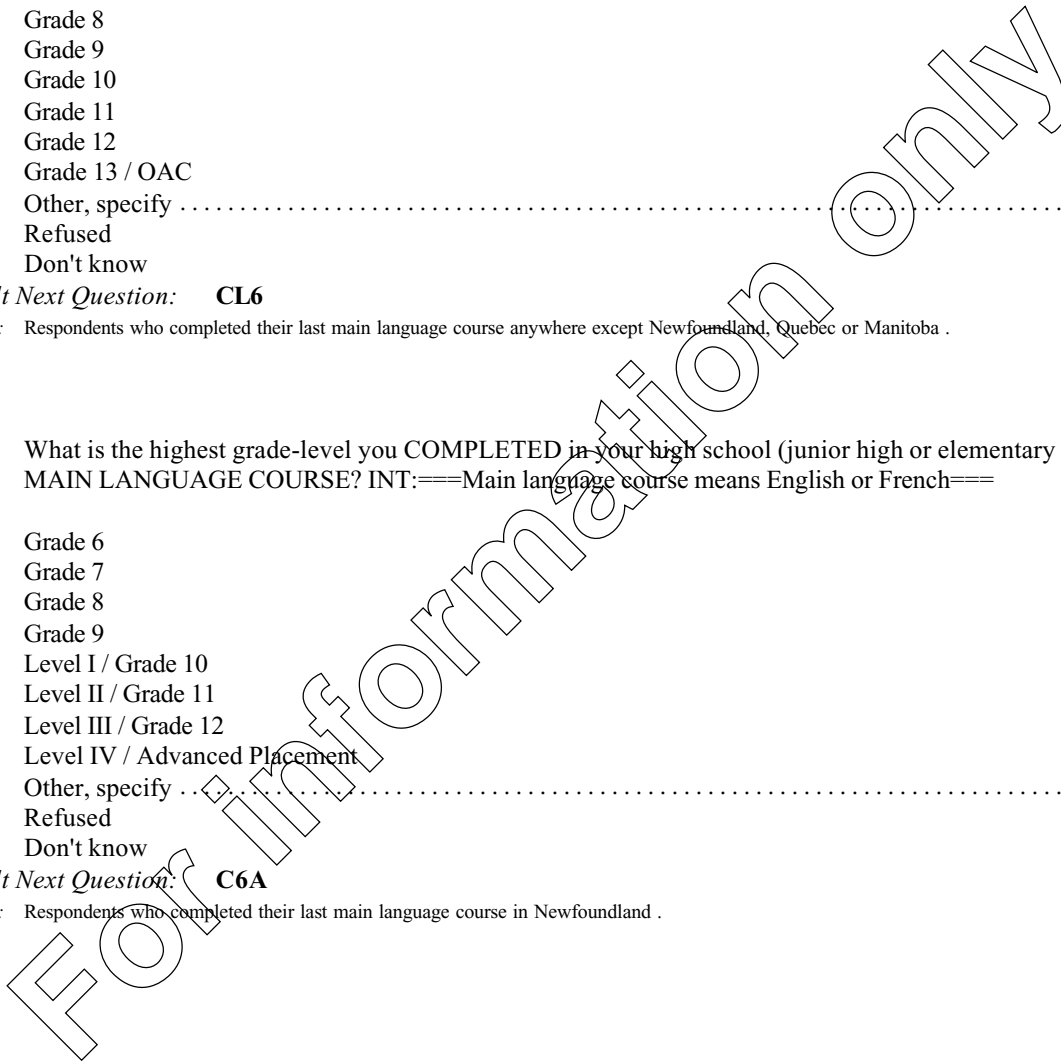 Grade 8
Grade 9
Grade 10
Grade 11
Grade 12
Grade 13 / OAC
Other, specify . . . . . . . . . . . . . . . . . . . . . . . . . . . . . . . . . . . . . . . . . . . . . . . . . . . . . . . . . . . . . . . . . . . . . . . . . .
Refused
Don't know
t Next Question: CL6
r Respondents who completed their last main language course anywhere except Newfoundland, Quebec or Manitoba .
What is the highest grade-level you COMPLETED in your high school (junior high or elementary
MAIN LANGUAGE COURSE? INT:===Main language course means English or French===
Grade 6
Grade 7
Grade 8
Grade 9
Level I / Grade 10
Level II / Grade 11
Level III / Grade 12
Level IV / Advanced Placement
Other, specify . . . . . . . . . . . . . . . . . . . . . . . . . . . . . . . . . . . . . . . . . . . . . . . . . . . . . . . . . . . . . . . . . . . . . . . . . .
Refused
Don't know
t Next Question: C6A
r Respondents who completed their last main language course in Newfoundland .
For information only